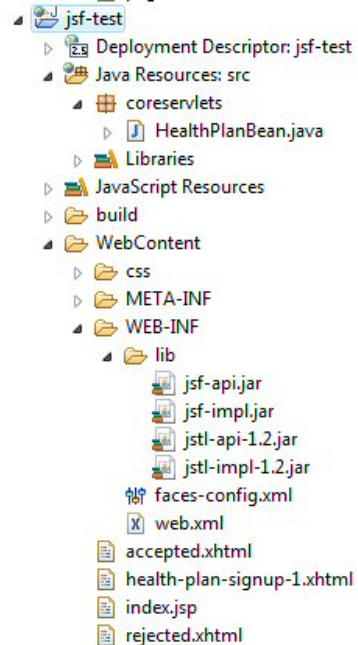 jsf-test
2.5 Deployment Descriptor: jsf-test
Java Resources: src
coreservlets
J HealthPlanBean.java
Libraries
JavaScript Resources
build
WebContent
css
META-INF
WEB-INF
lib
jsf-api.jar
jsf-impl.jar
jstl-api-1.2.jar
jstl-impl-1.2.jar
faces-config.xml
X web.xml
accepted.xhtml
health-plan-signup-1.xhtml
index.jsp
rejected.xhtml